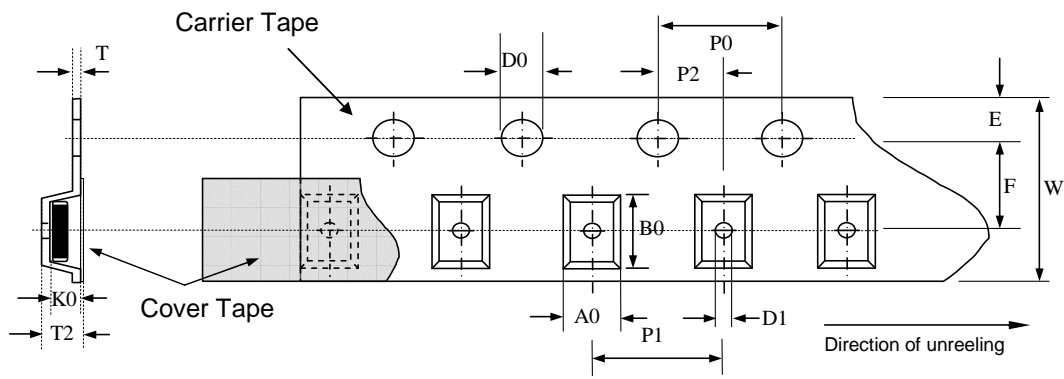 Carrier Tape
T
D0
P0
P2
E
F
W
B0
K0
Cover Tape
T2
A0
D1
P1
Direction of unreeling